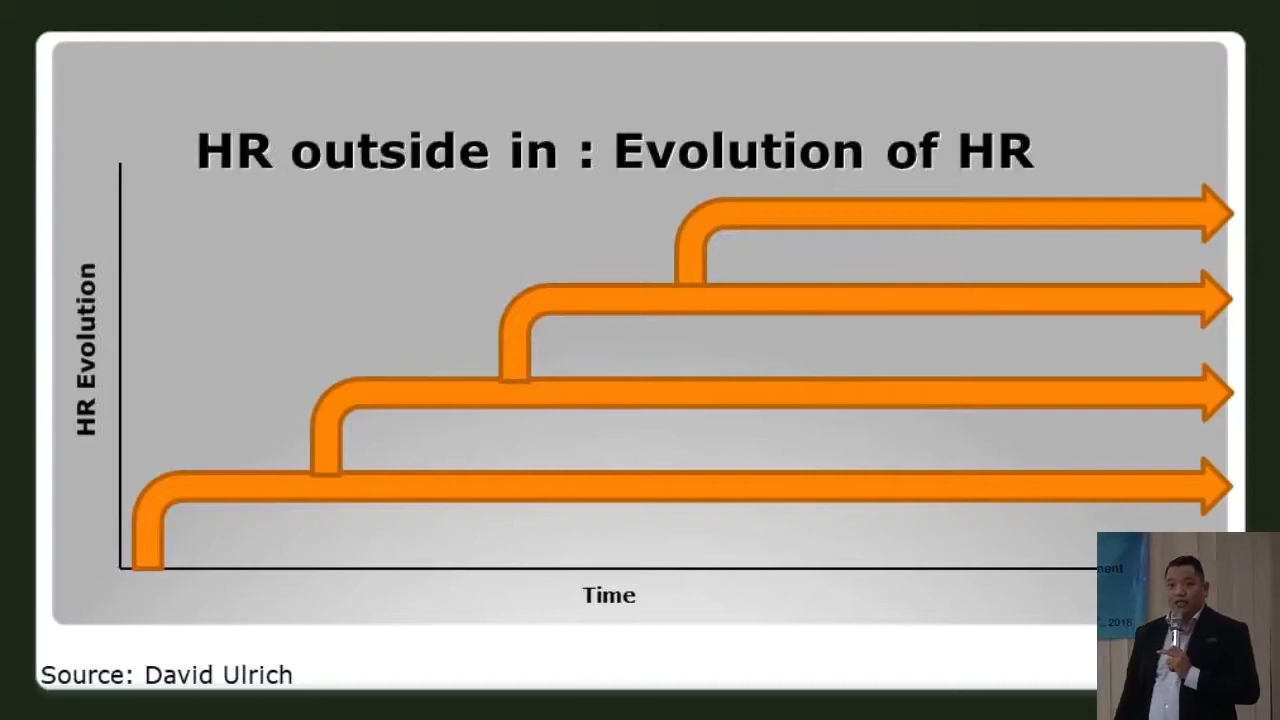 HR outside in : Evolution of HR
HR Evolution
Time
Source: David Ulrich